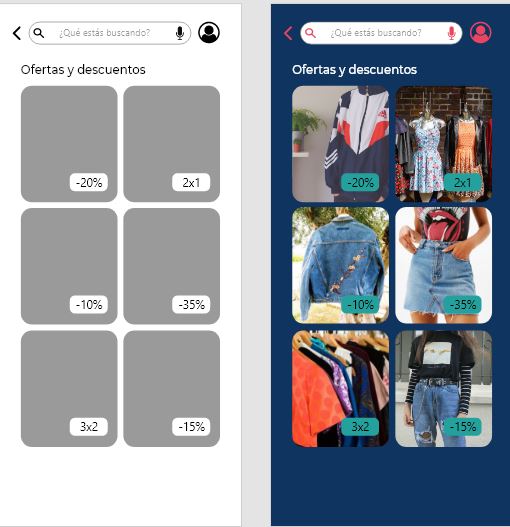 ¿Qué estás buscando?
Ofertas y descuentos
-20%
2x1
-10%
-35%
3x2
-15%
¿Qué estás buscando?
Ofertas y descuentos
-20%
2x1
-10%
-35%
3x2
-15%